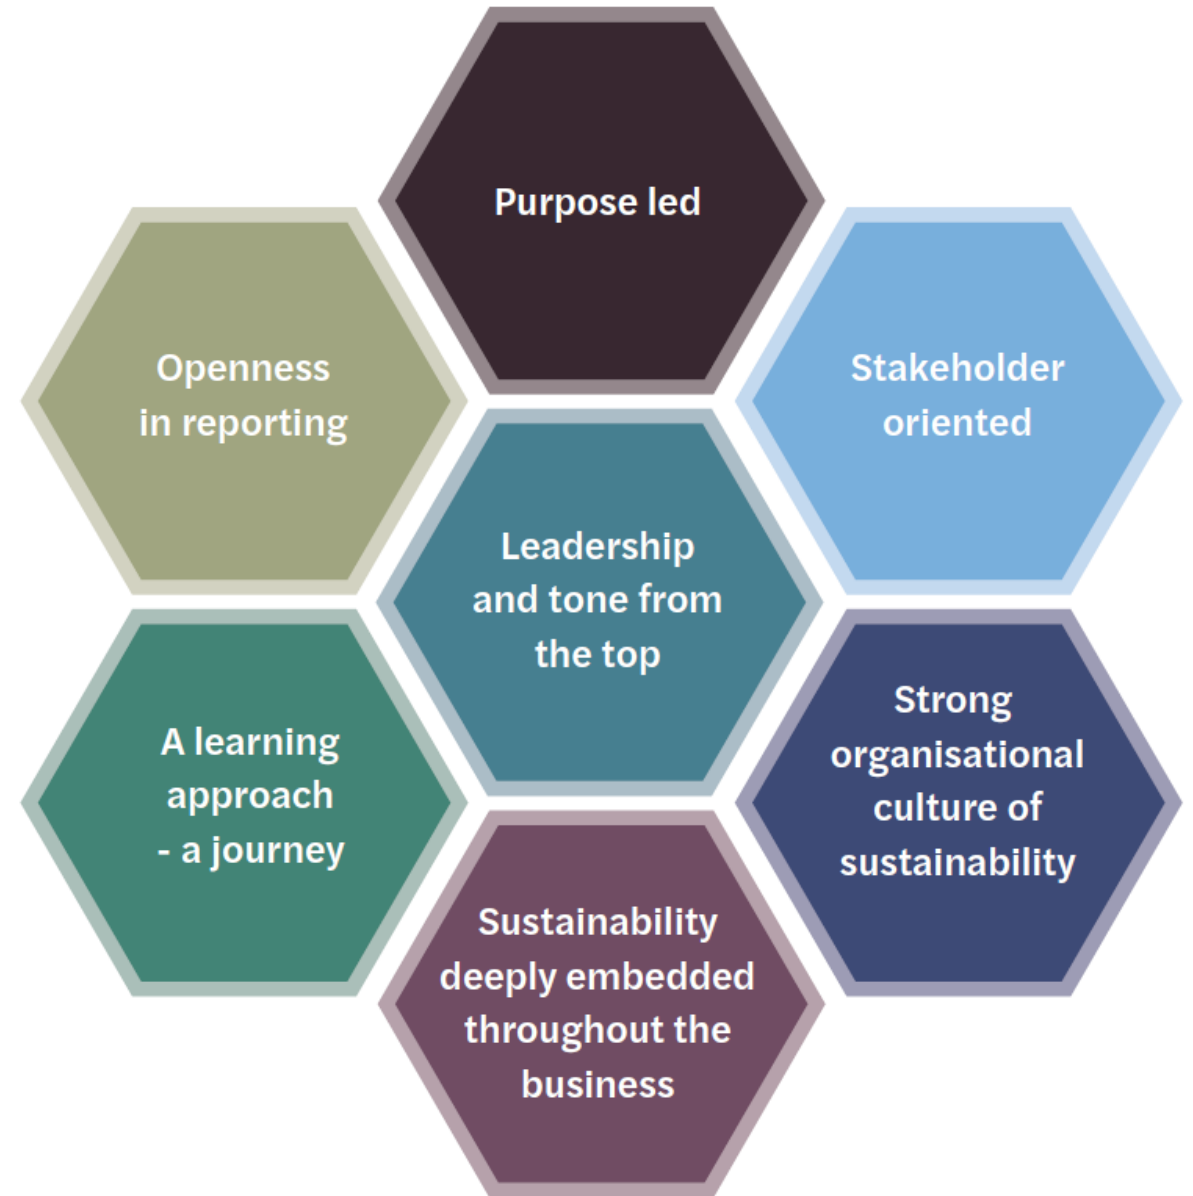 Purpose led
Openness
in reporting
Stakeholder
oriented
Leadership
and tone from
the top
A learning
approach
- a journey
Strong
organisational
culture of
sustainability
Sustainability
deeply embedded
throughout the
business